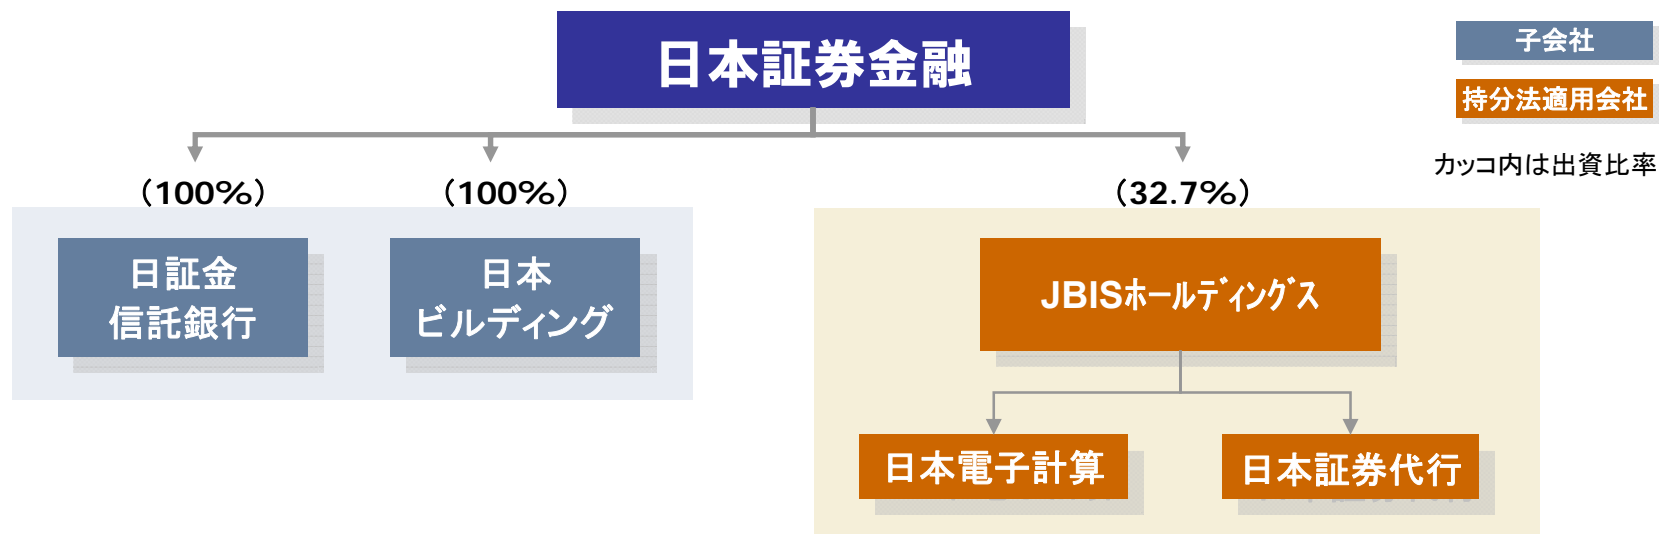 日本証券金融
子会社
持分法適用会社
カッコ内は出資比率
（100％）
（100％）
（32.7％）
日証金
信託銀行
日本
ビルディング
JBISﾎｰﾙﾃﾞｨﾝｸﾞｽ
日本電子計算
日本証券代行